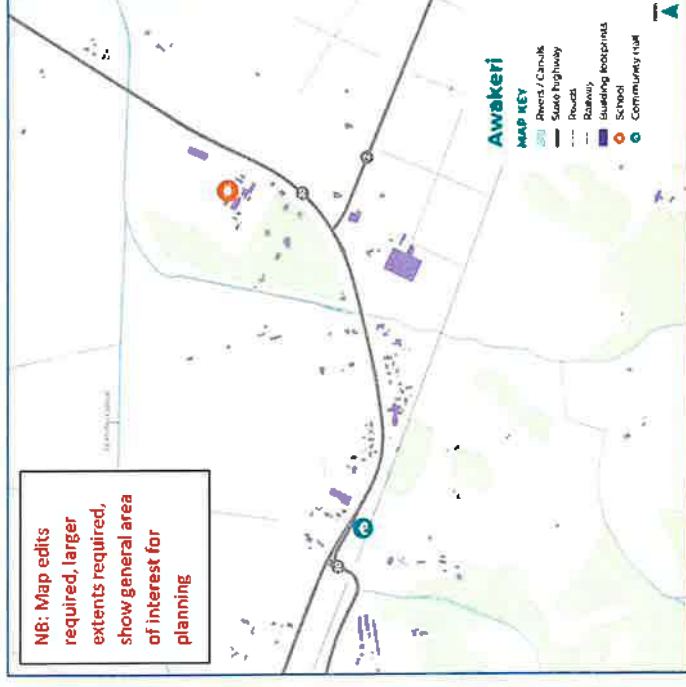 NB: Map edits
required, larger
extents required,
show general area
of interest for
planning
Awakeri
MAP KEY
Rivers / Canals
State highway
Roads
Railway
Building footprints
School
Community Hall